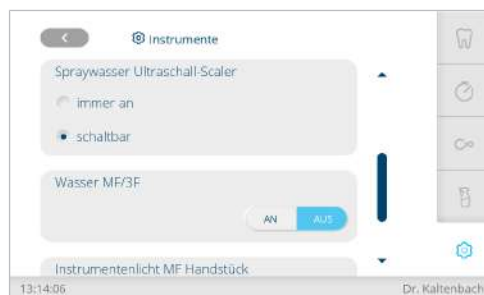 Instrumente
Spraywasser Ultraschall-Scaler
immer an
schaltbar
Wasser MF/3F
AN AUS
Instrumentenlicht MF Handstück
13:14:06 Dr. Kaltenbach